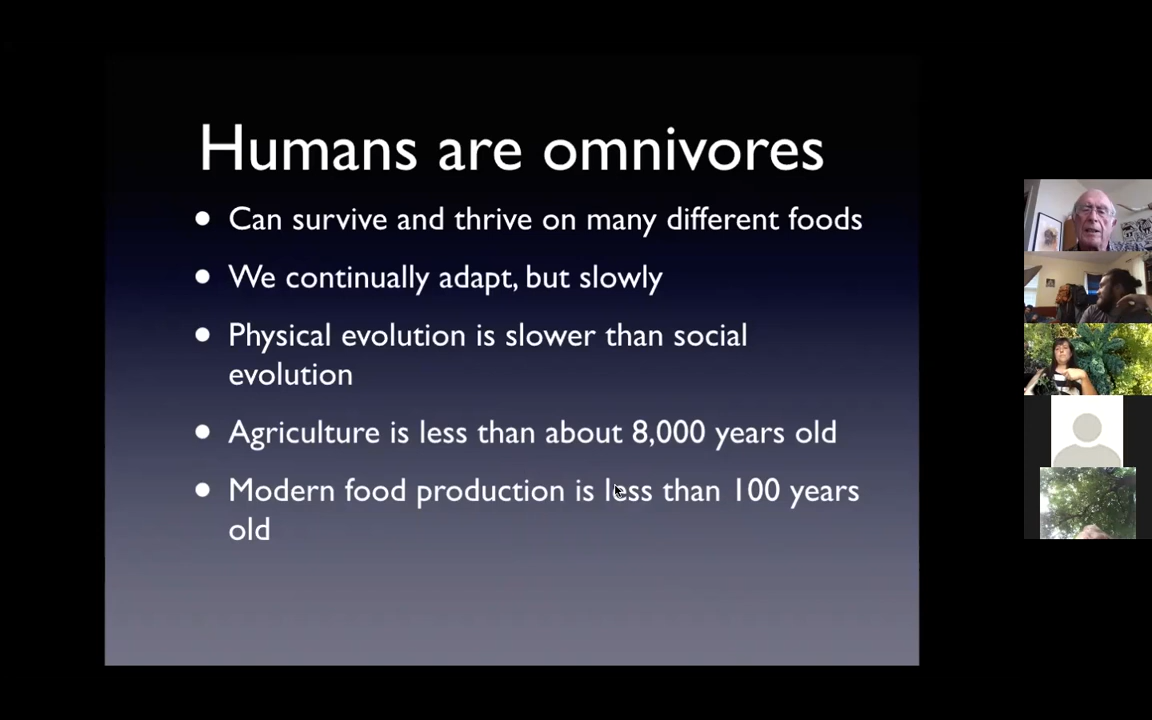 Humans are omnivores
• Can survive and thrive on many different foods
• We continually adapt, but slowly
• Physical evolution is slower than social
evolution
• Agriculture is less than about 8,000 years old
• Modern food production is less than 100 years
old